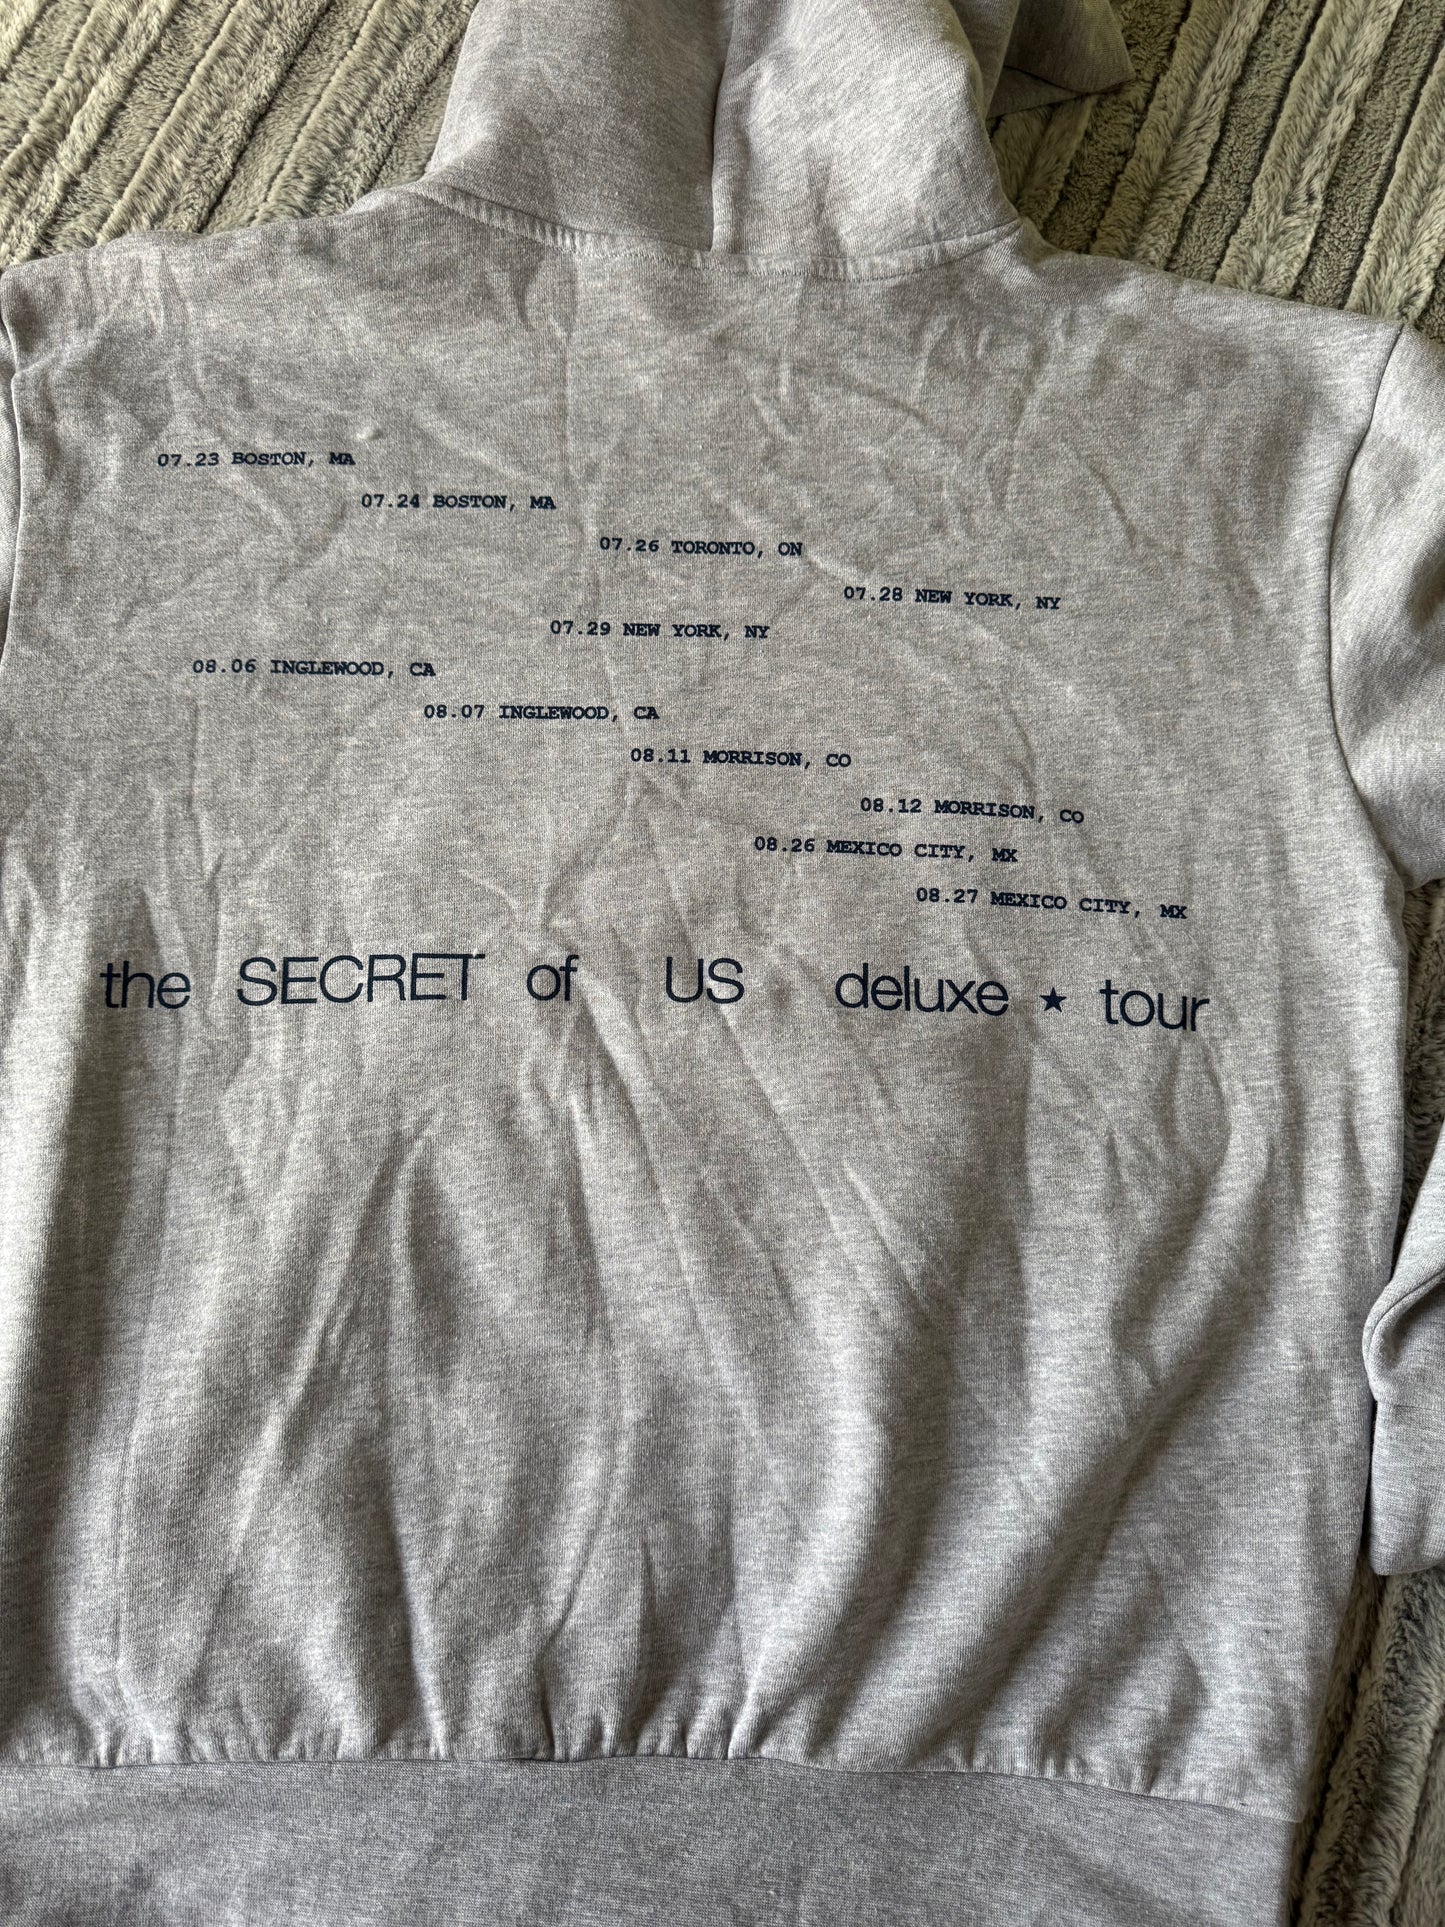 07.23 BOSTON, MA
07.24 BOSTON, MA
07.26 TORONTO, ON
07.28 NEW YORK, NY
07.29 NEW YORK, NY
08.06 INGLEWOOD, CA
08.07 INGLEWOOD, CA
08.11 MORRISON, CO
08.12 MORRISON, CO
08.26 MEXICO CITY, MX
08.27 MEXICO CITY, MX
the SECRET of US deluxe ★ tour